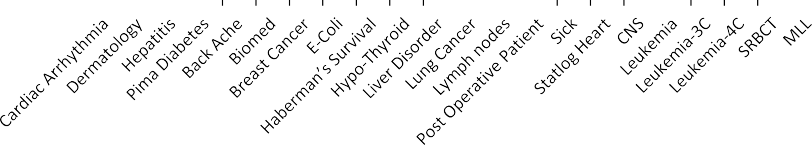 Cardiac Arrhythmia
Dermatology
Hepatitis
Pima Diabetes
Back Ache
Biomed
Breast Cancer
E-Coli
Haberman's Survival
Hypo-Thyroid
Liver Disorder
Lung Cancer
Lymph nodes
Post Operative Patient
Sick
Statlog Heart
CNS
Leukemia
Leukemia-3C
Leukemia-4C
SRBCT
MLL